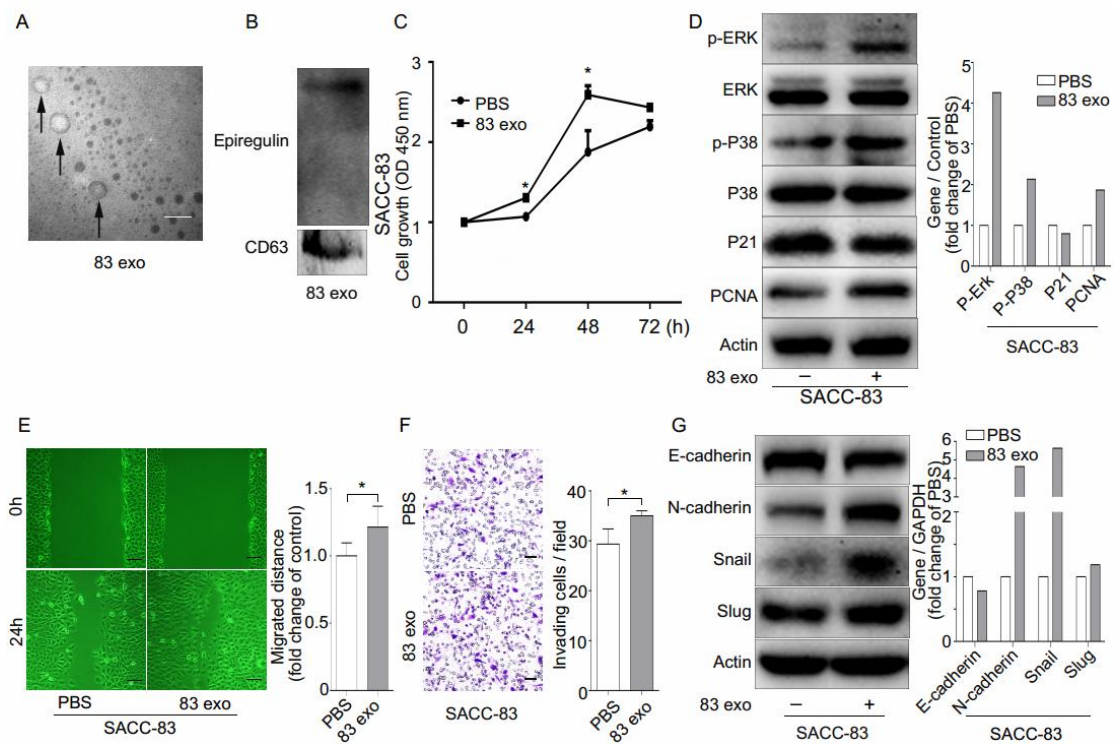 A
83 exo
B
Epiregulin
CD63
83 exo
C
PBS
83 exo
*
*
SACC-83
Cell growth (OD 450 nm)
3
2
1
0
0 24 48 72 (h)
D
p-ERK
ERK
p-P38
P38
P21
PCNA
Actin
83 exo − +
SACC-83
PBS
83 exo
Gene / Control
(fold change of PBS)
5
4
3
2
1
0
P-Erk P-P38 P21 PCNA
SACC-83
E
0h
24h
PBS 83 exo
SACC-83
Migrated distance
(fold change of control)
1.5
1.0
0.5
0
*
PBS 83 exo
F
PBS
83 exo
SACC-83
Invading cells / field
40
30
20
10
0
*
PBS 83 exo
G
E-cadherin
N-cadherin
Snail
Slug
Actin
83 exo − +
SACC-83
PBS
83 exo
Gene / GAPDH
(fold change of PBS)
6
5
4
3
2
1
0
E-cadherin N-cadherin Snail Slug
SACC-83